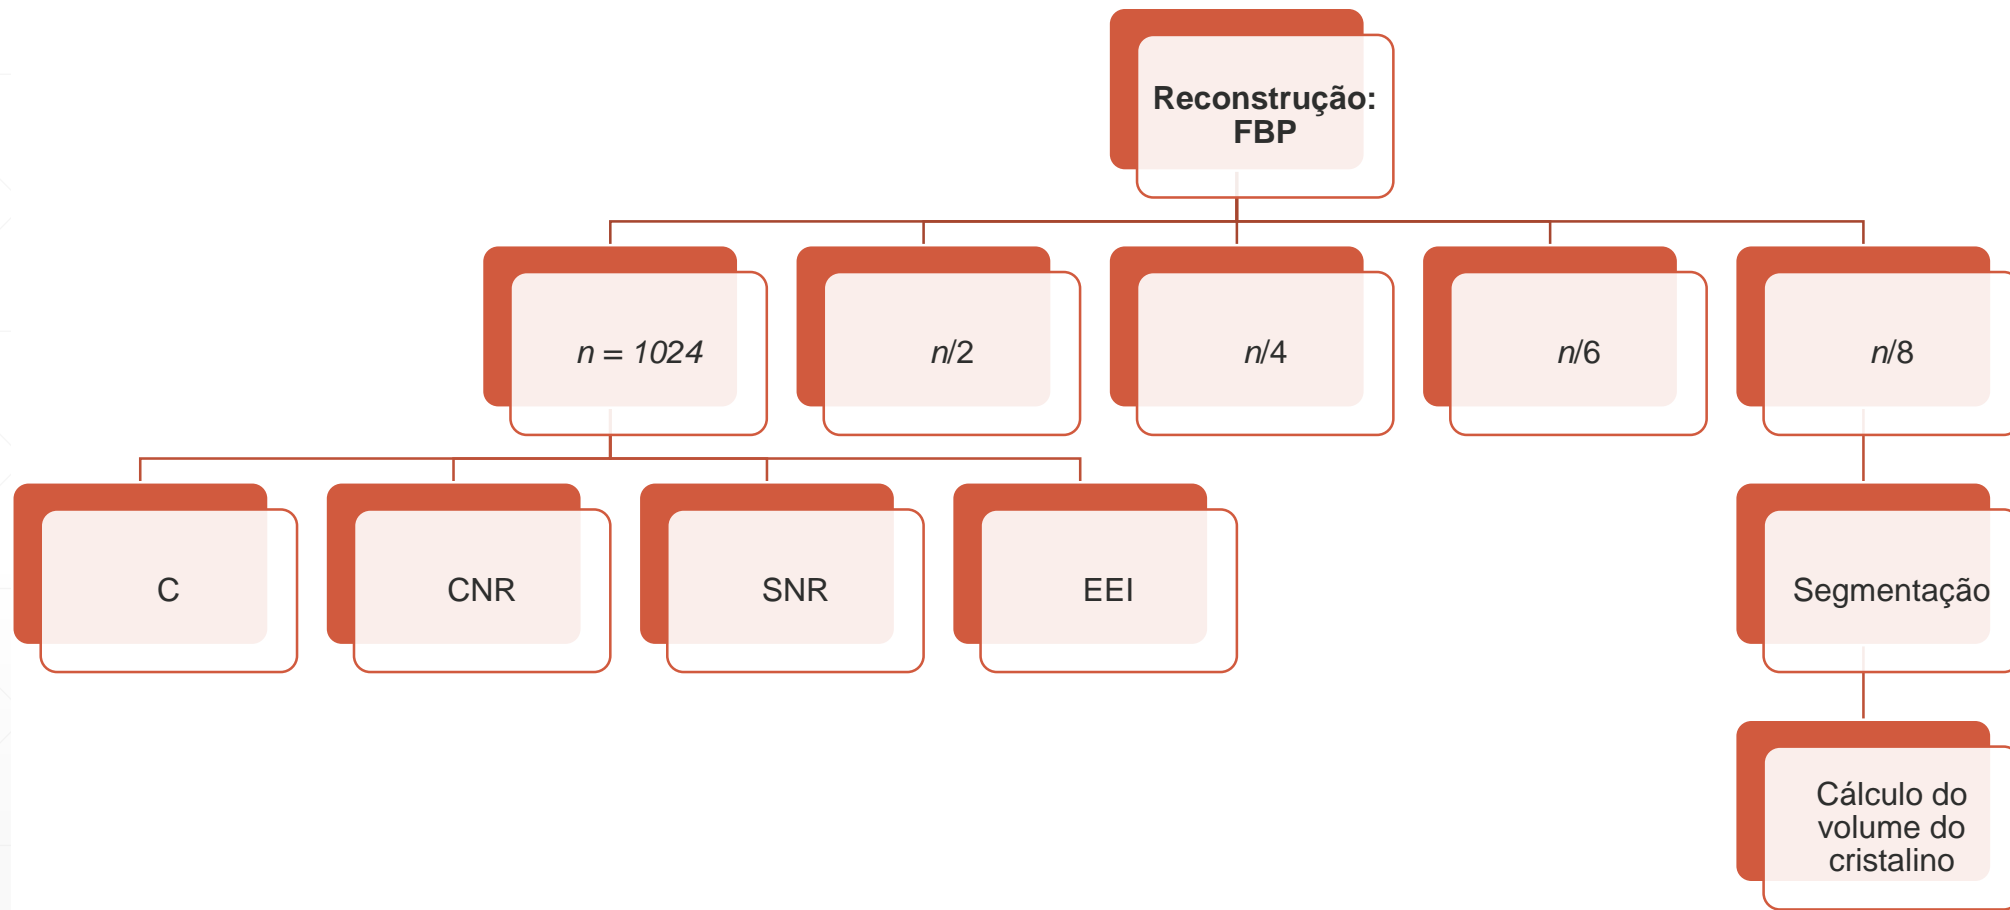 Reconstrução:
FBP
n = 1024
n/2
n/4
n/6
n/8
C
CNR
SNR
EEI
Segmentação
Cálculo do
volume do
cristalino